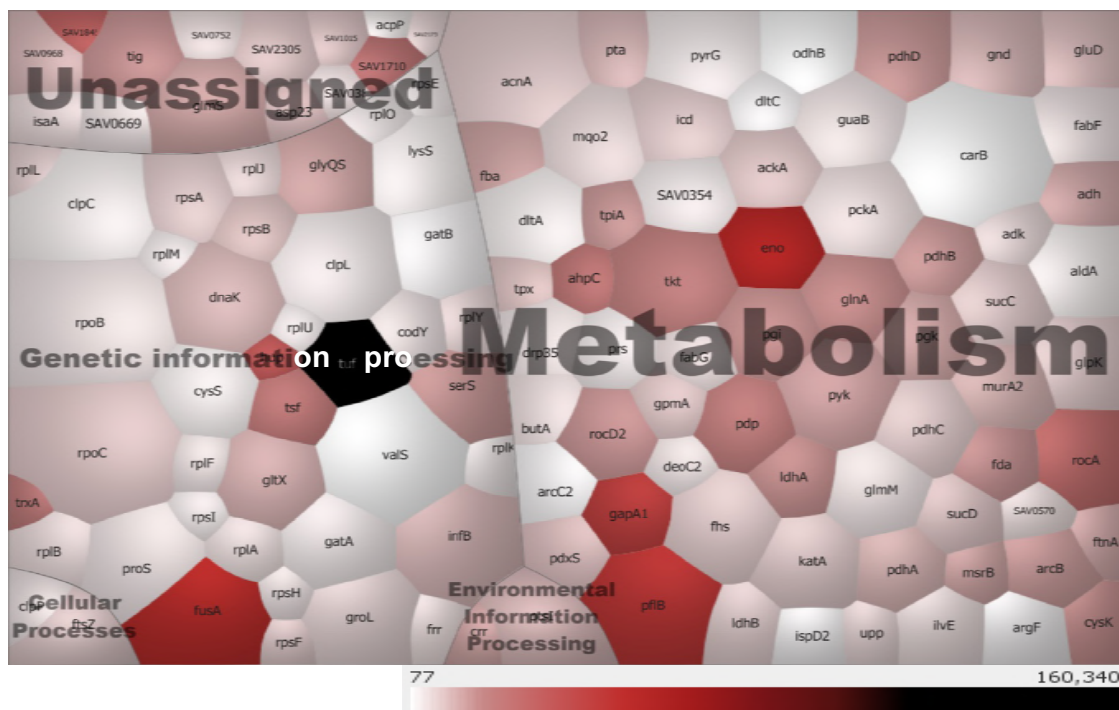 SAV0968
tig
SAV0752
SAV2305
SAV1015
acpP
SAV1710
Unassigned
glmS
asp23
rpsE
isaA
SAV0669
rplO
rplL
clpC
rpsA
rplJ
glyQS
lysS
rpsB
rplM
clpL
gatB
dnaK
rpoB
rplU
codY
rplY
Genetic information processing
tuf
cysS
tsf
serS
rpoC
rplF
gltX
valS
rplK
trxA
rpsI
rplB
proS
rplA
gatA
infB
Cellular
Processes
clpP
ftsZ
fusA
rpsH
rpsF
groL
frr
crr
Environmental
Information
Processing
acnA
pta
pyrG
odhB
pdhD
gnd
gluD
dltC
mqo2
icd
guaB
carB
fabF
fba
ackA
SAV0354
pckA
adh
dltA
tpiA
eno
pdhB
adk
aldA
tpx
ahpC
tkt
glnA
sucC
Metabolism
drp35
prs
fabG
pgi
pgk
glpK
butA
rocD2
gpmA
pdp
pyk
pdhC
murA2
arcC2
deoC2
ldhA
glmM
fda
rocA
gapA1
fhs
sucD
SAV0570
ftnA
pdxS
katA
pdhA
msrB
arcB
pflB
ldhB
ispD2
upp
ilvE
argF
cysK
77 160,340